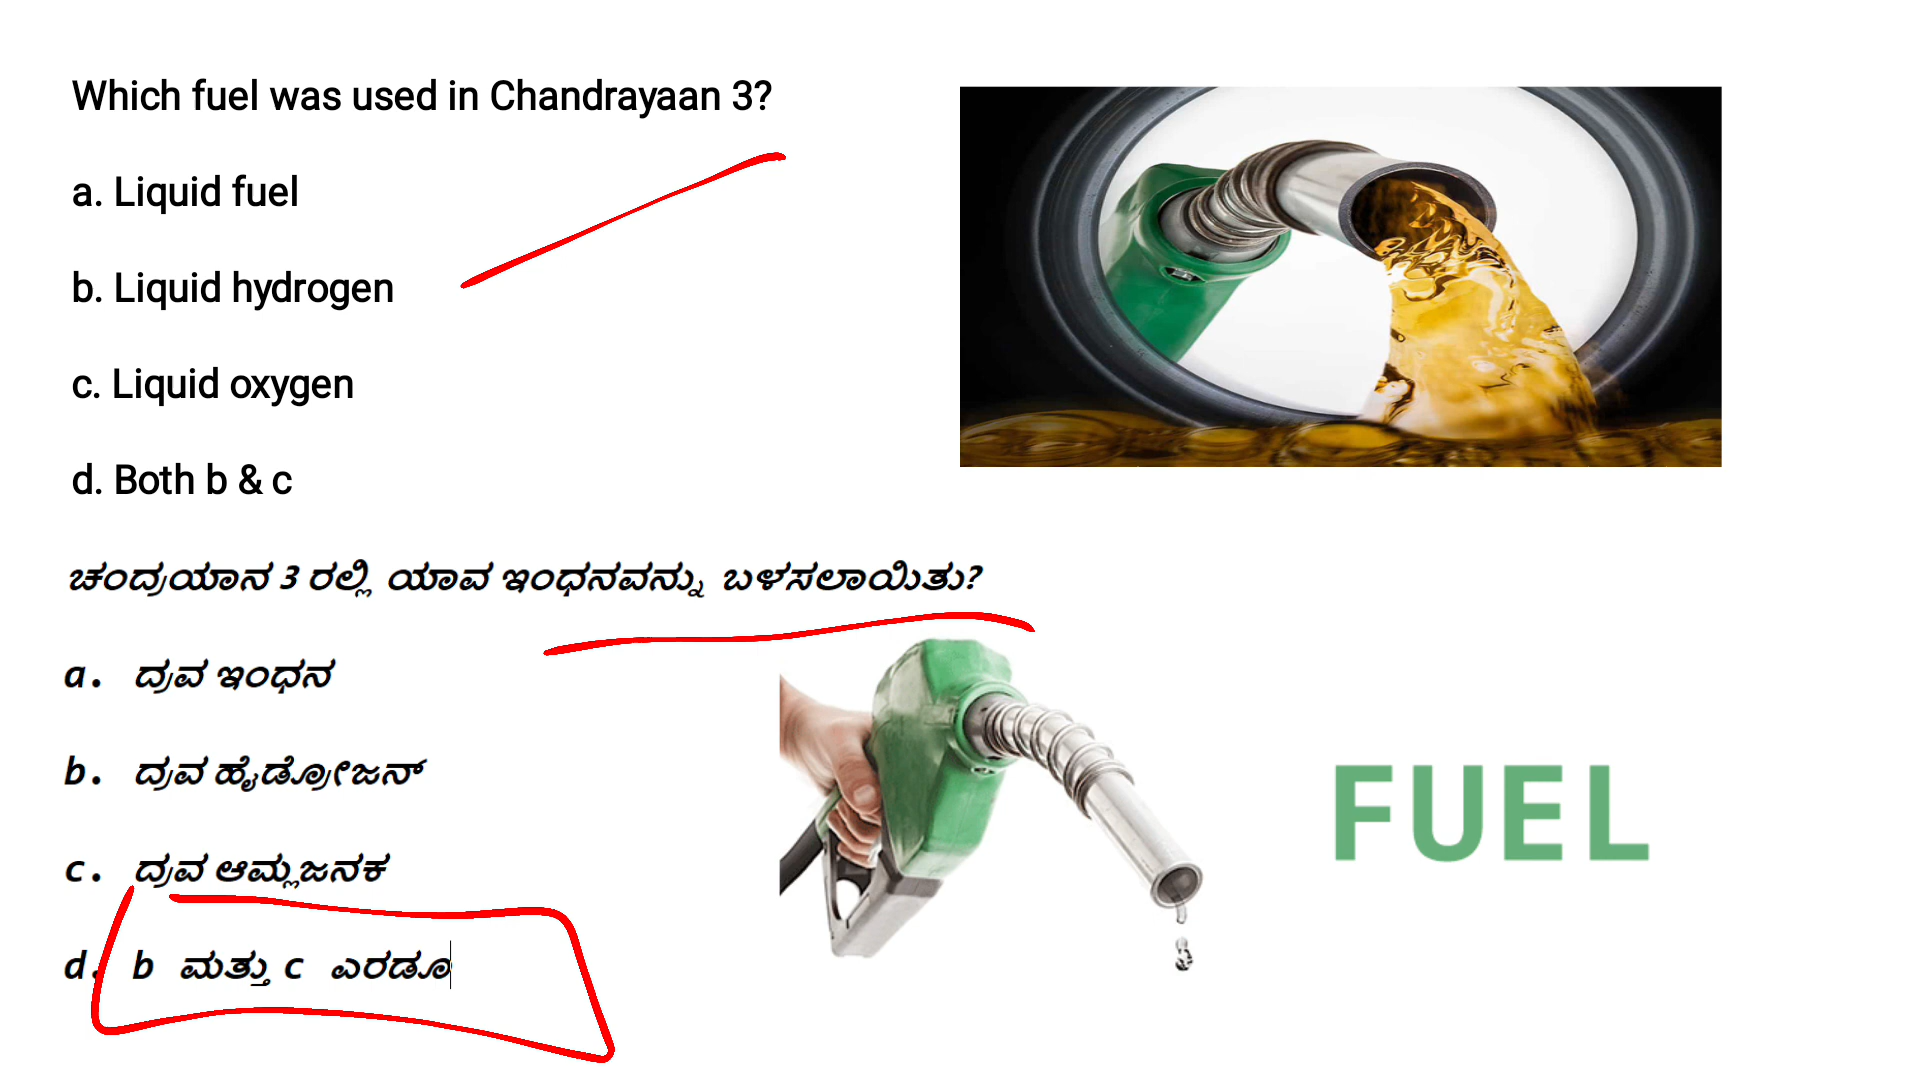 Which fuel was used in Chandrayaan 3?
a. Liquid fuel
b. Liquid hydrogen
c. Liquid oxygen
d. Both b & c
ಚಂದ್ರಯಾನ 3 ರಲ್ಲಿ ಯಾವ ಇಂಧನವನ್ನು ಬಳಸಲಾಯಿತು?
a. ದ್ರವ ಇಂಧನ
b. ದ್ರವ ಹೈಡ್ರೋಜನ್
c. ದ್ರವ ಆಮ್ಲಜನಕ
d. b ಮತ್ತು c ಎರಡೂ
FUEL